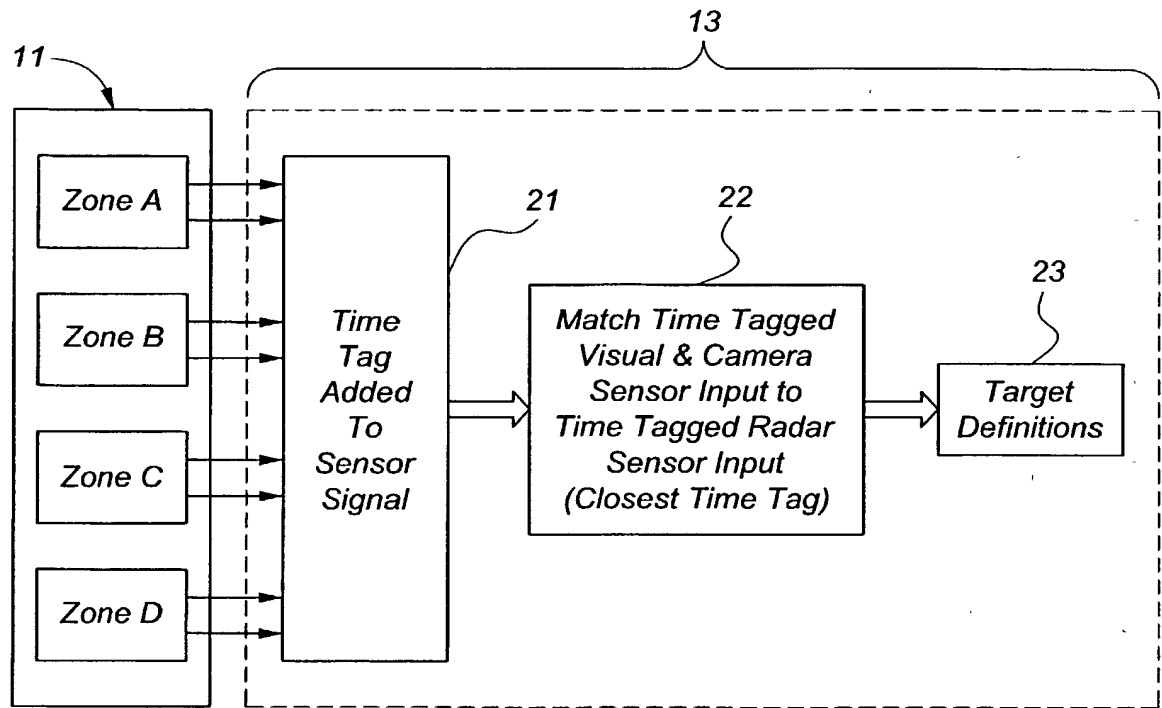 13
11
Zone A
Zone B
Zone C
Zone D
Time
Tag
Added
To
Sensor
Signal
21
22
Match Time Tagged
Visual & Camera
Sensor Input to
Time Tagged Radar
Sensor Input
(Closest Time Tag)
23
Target
Definitions